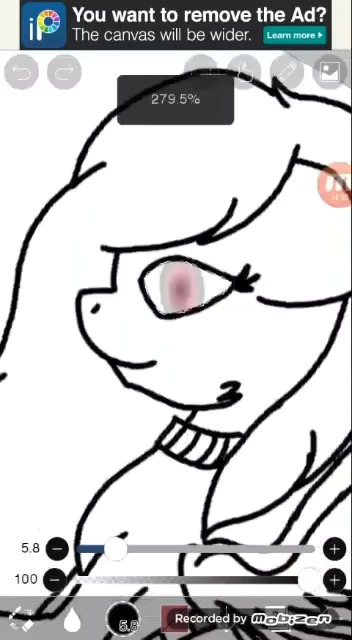 iP
You want to remove the Ad?
The canvas will be wider.
Learn more ▸
279.5%
5.8
100
5.8
Recorded by mobizen